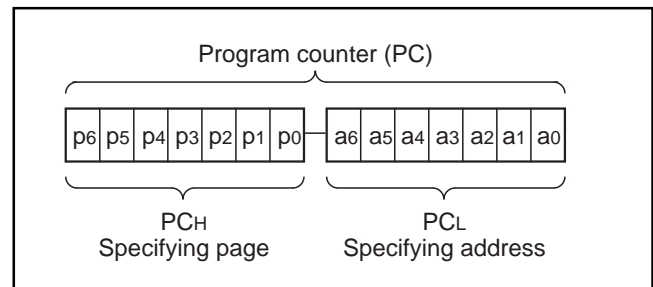 Program counter (PC)
p6 p5 p4 p3 p2 p1 p0 a6 a5 a4 a3 a2 a1 a0
PCH PCL
Specifying page Specifying address